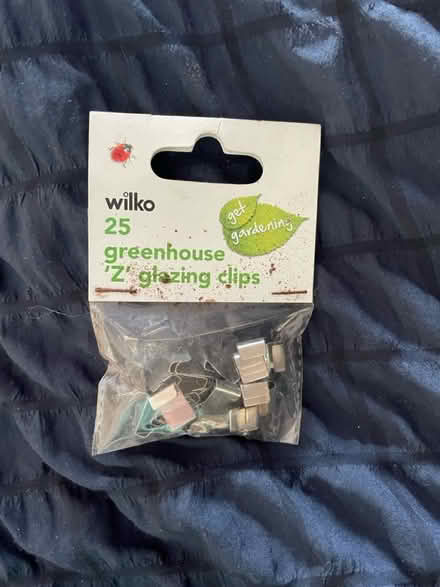 wilko
get
gardening
25
greenhouse
'Z' glazing clips